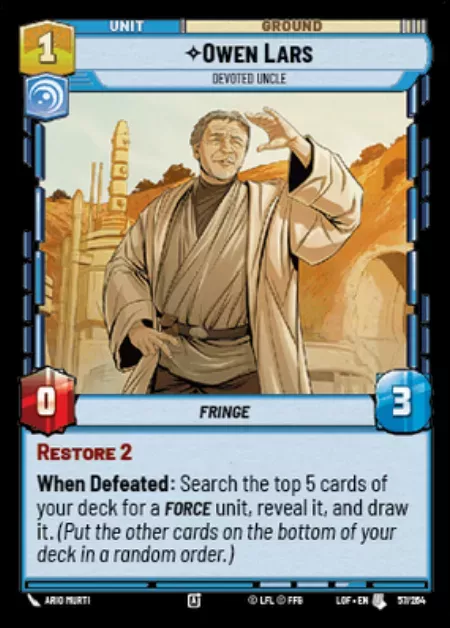 UNIT
GROUND
1
✧OWEN LARS
DEVOTED UNCLE
0
FRINGE
3
RESTORE 2
When Defeated: Search the top 5 cards of
your deck for a FORCE unit, reveal it, and draw
it. (Put the other cards on the bottom of your
deck in a random order.)
ARIO MURTI
A
© LFL © FFG
LOF • EN
57/264